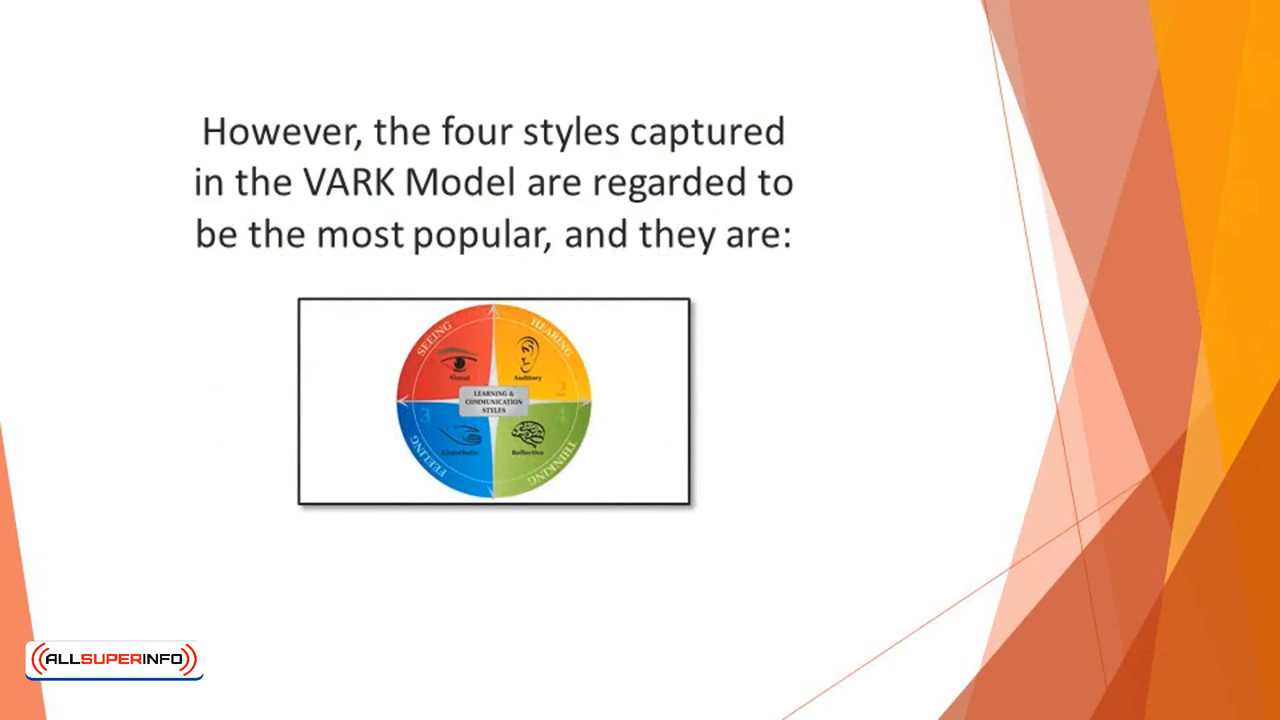 However, the four styles captured
in the VARK Model are regarded to
be the most popular, and they are:
SEEING
HEARING
Visual
Auditory
2
LEARNING &
COMMUNICATION
STYLES
3
4
Kinesthetic
Reflective
FEELING
THINKING
ALLSUPERINFO